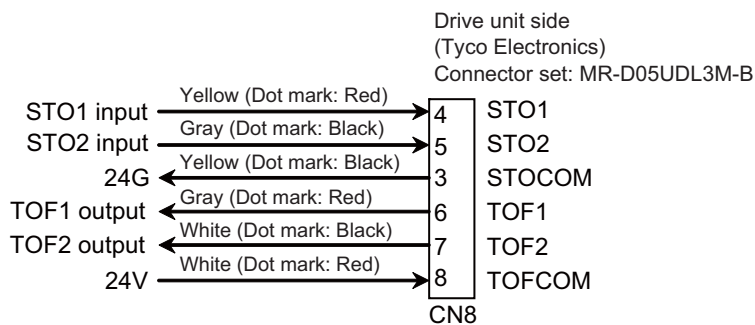 Drive unit side
(Tyco Electronics)
Connector set: MR-D05UDL3M-B
STO1 input Yellow (Dot mark: Red) 4 STO1
STO2 input Gray (Dot mark: Black) 5 STO2
24G Yellow (Dot mark: Black) 3 STOCOM
TOF1 output Gray (Dot mark: Red) 6 TOF1
TOF2 output White (Dot mark: Black) 7 TOF2
24V White (Dot mark: Red) 8 TOFCOM
CN8